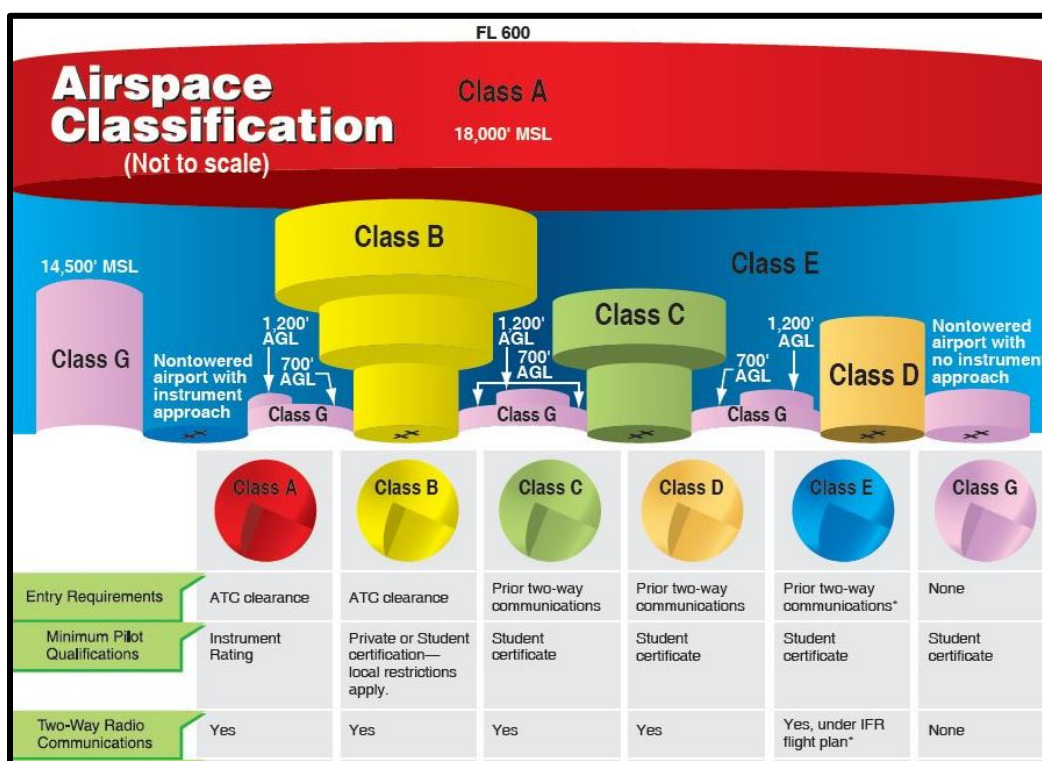 FL 600
Airspace
Classification
(Not to scale)
Class A
18,000' MSL
Class B
Class E
14,500' MSL
Class C
1,200'
AGL
1,200'
AGL
1,200'
AGL
Nontowered
airport with
no instrument
approach
Class G
Nontowered
airport with
instrument
approach
700'
AGL
700'
AGL
700'
AGL
Class D
Class G
Class G
Class G
Class A
Class B
Class C
Class D
Class E
Class G
Entry Requirements
ATC clearance
ATC clearance
Prior two-way
communications
Prior two-way
communications
Prior two-way
communications*
None
Minimum Pilot
Qualifications
Instrument
Rating
Private or Student
certification—
local restrictions
apply.
Student
certificate
Student
certificate
Student
certificate
Student
certificate
Two-Way Radio
Communications
Yes
Yes
Yes
Yes
Yes, under IFR
flight plan*
None